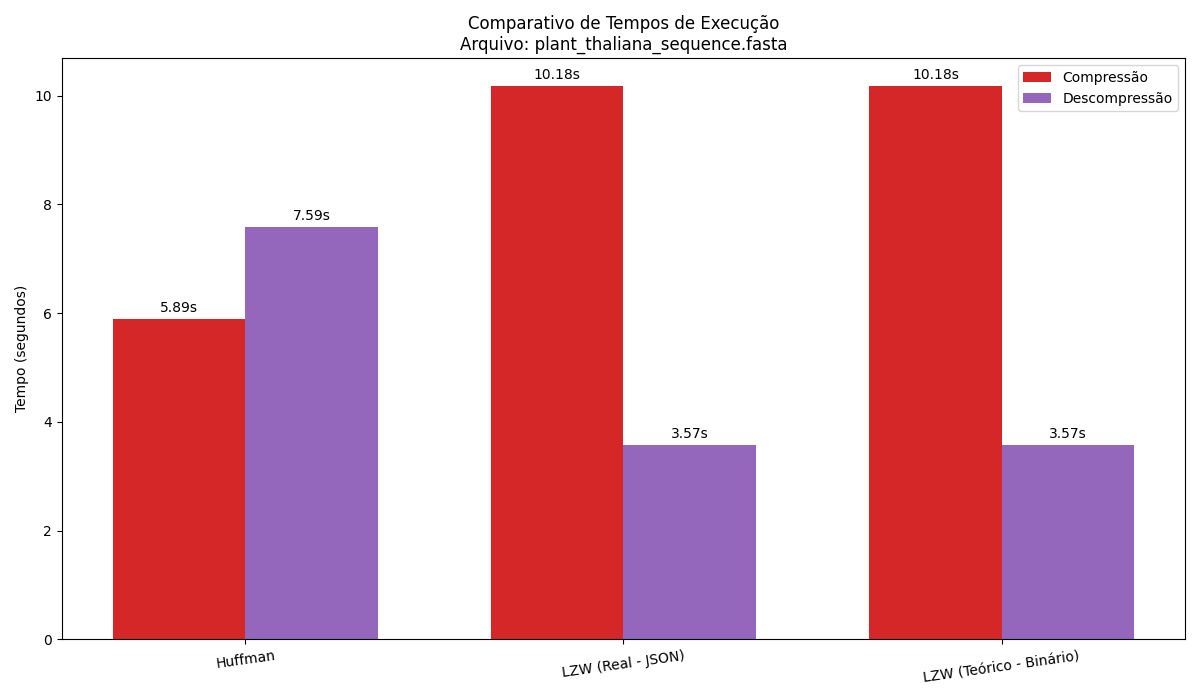 Comparativo de Tempos de Execução
Arquivo: plant_thaliana_sequence.fasta
Compressão
Descompressão
Tempo (segundos)
10
8
6
4
2
0
5.89s
7.59s
10.18s
3.57s
10.18s
3.57s
Huffman
LZW (Real - JSON)
LZW (Teórico - Binário)